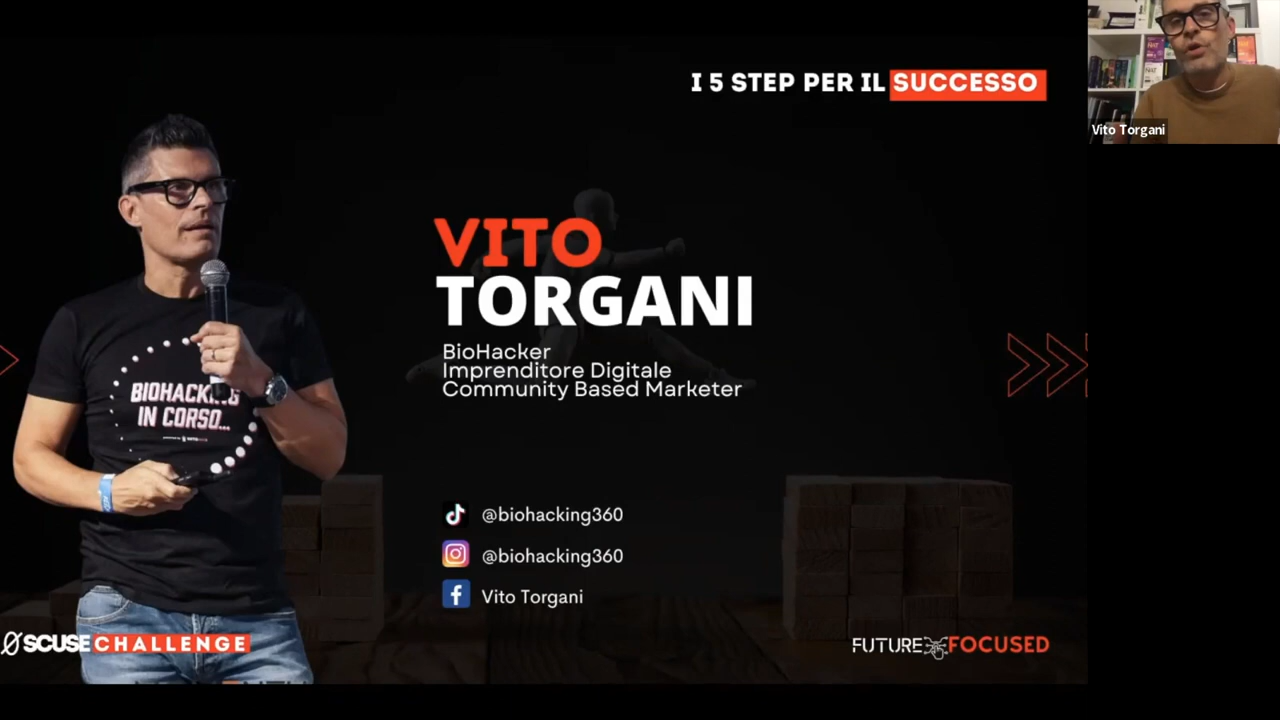 I 5 STEP PER IL SUCCESSO
Vito Torgani
VITO
TORGANI
BioHacker
Imprenditore Digitale
Community Based Marketer
BIOHACKING
IN CORSO...
@biohacking360
@biohacking360
Vito Torgani
ØSCUSE CHALLENGE
FUTURE FOCUSED